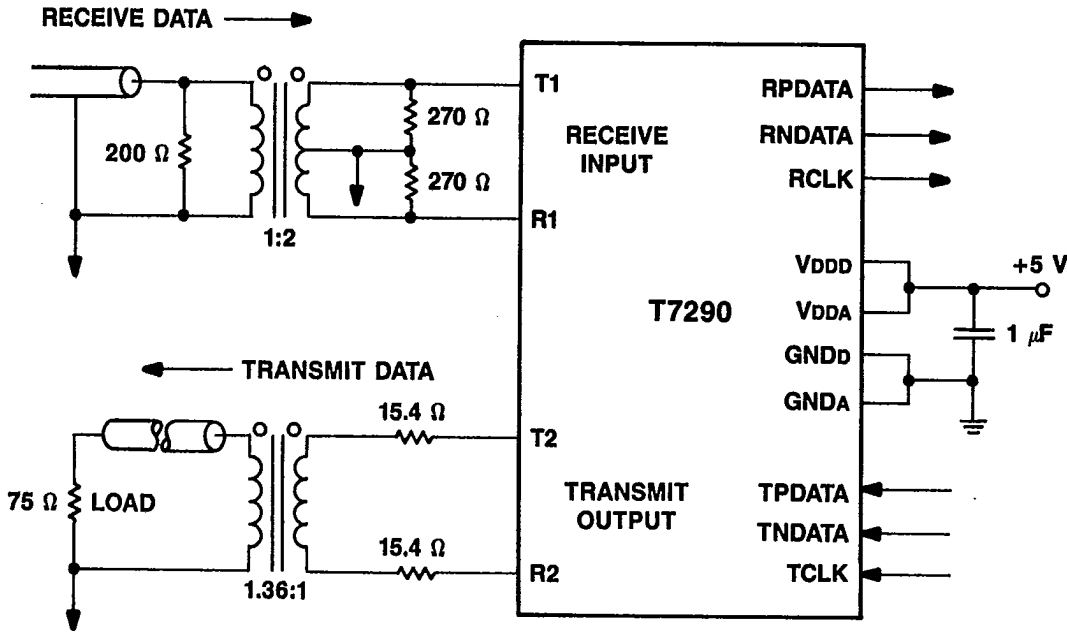 RECEIVE DATA
200 Ω
1:2
270 Ω
270 Ω
T1
RECEIVE
INPUT
R1
RPDATA
RNDATA
RCLK
VDDD
VDDA
+5 V
1 μF
GNDD
GNDA
T7290
TRANSMIT DATA
15.4 Ω
T2
75 Ω LOAD
TRANSMIT
OUTPUT
15.4 Ω
R2
1.36:1
TPDATA
TNDATA
TCLK